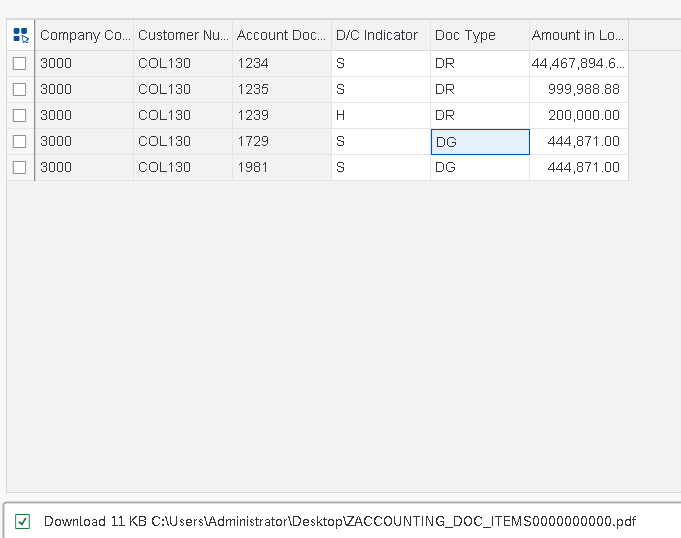 Company Co... Customer Nu... Account Doc... D/C Indicator Doc Type Amount in Lo...
3000 COL130 1234 S DR 44,467,894.6...
3000 COL130 1235 S DR 999,988.88
3000 COL130 1239 H DR 200,000.00
3000 COL130 1729 S DG 444,871.00
3000 COL130 1981 S DG 444,871.00
Download 11 KB C:\Users\Administrator\Desktop\ZACCOUNTING_DOC_ITEMS0000000000.pdf